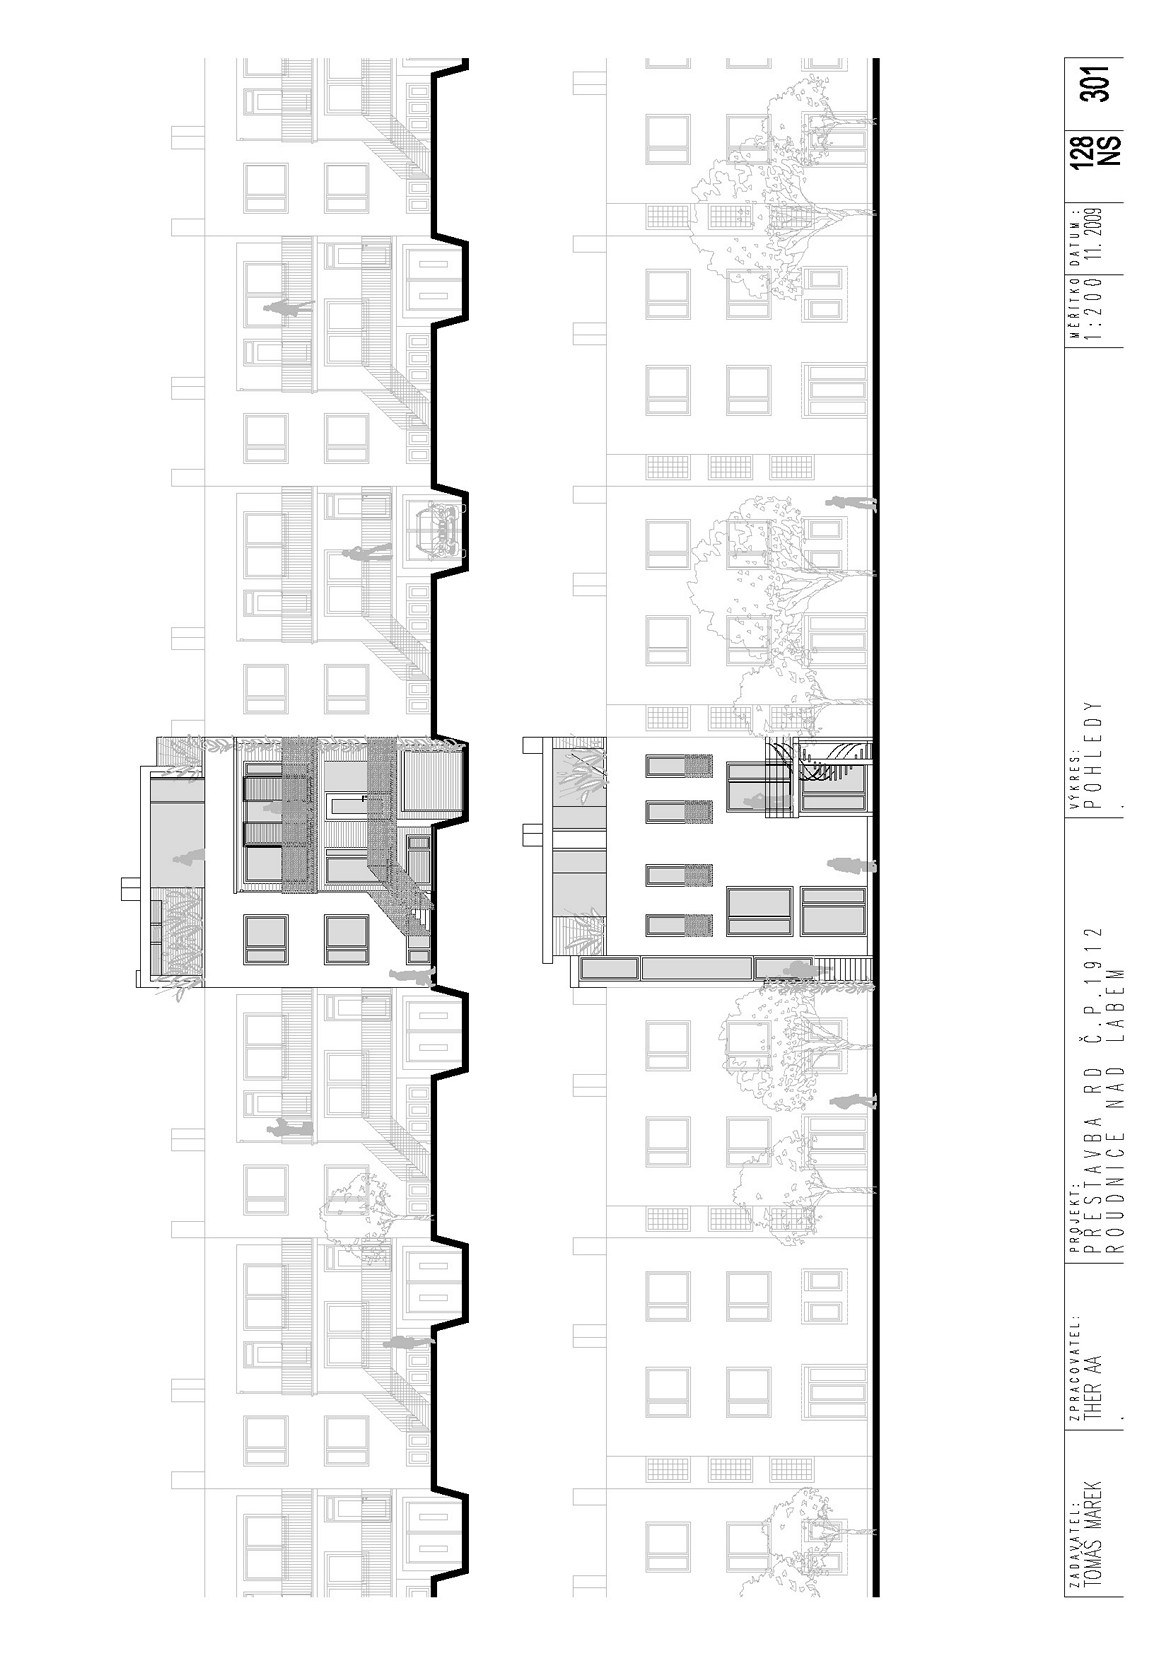 ZADAVATEL:
TOMÁŠ MAREK
ZPRACOVATEL:
THER AA
.
PROJEKT:
PŘESTAVBA RD Č.P.1912
ROUDNICE NAD LABEM
VÝKRES:
POHLEDY
.
MĚŘÍTKO
1:200
DATUM:
11. 2009
128
NS
301